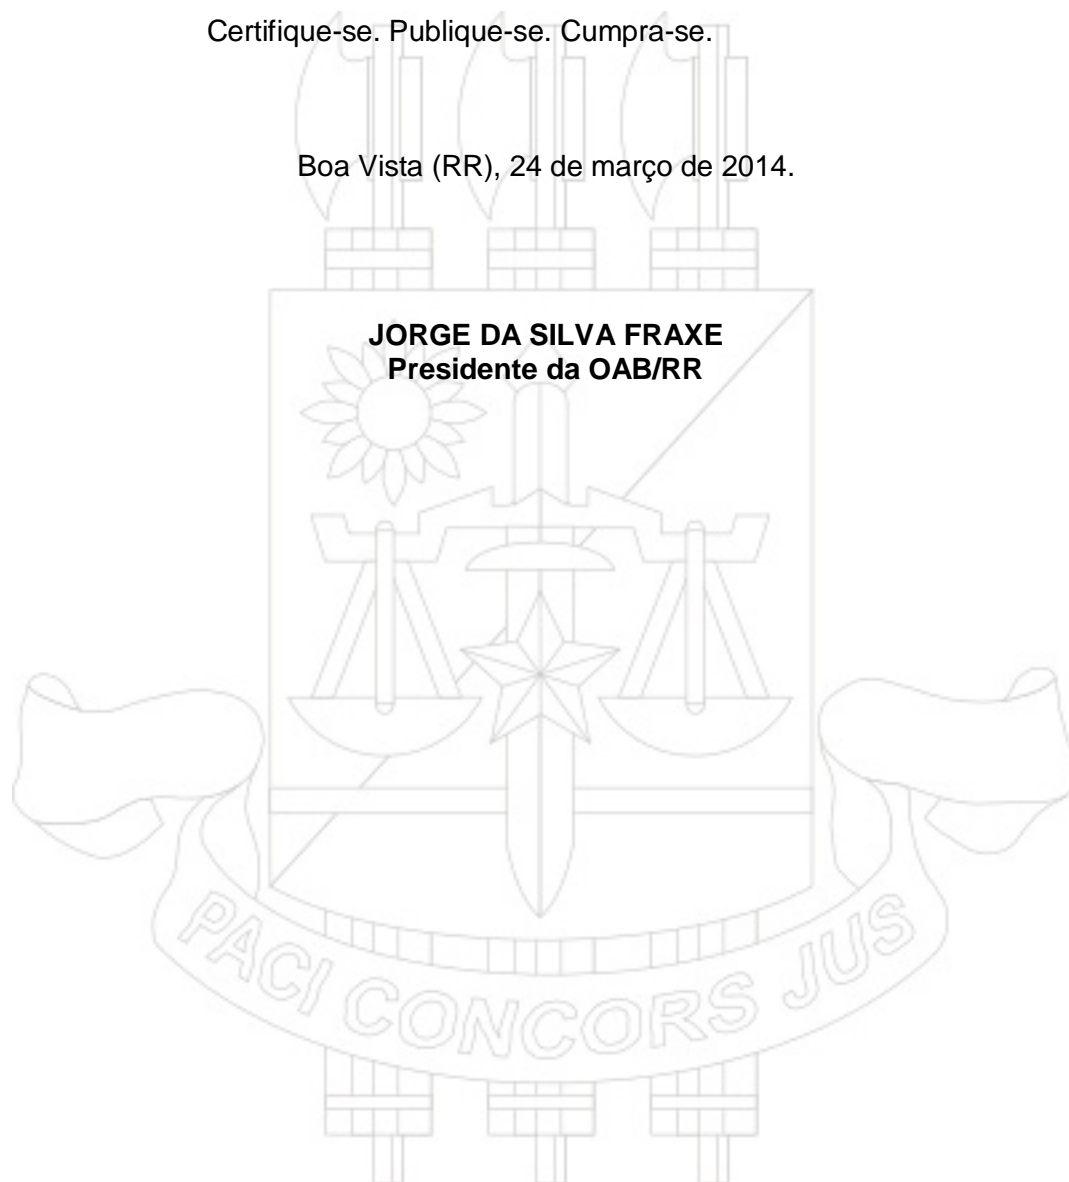 Certifique-se. Publique-se. Cumpra-se.
Boa Vista (RR), 24 de março de 2014.
JORGE DA SILVA FRAXE
Presidente da OAB/RR
PACI CONCORS JUS